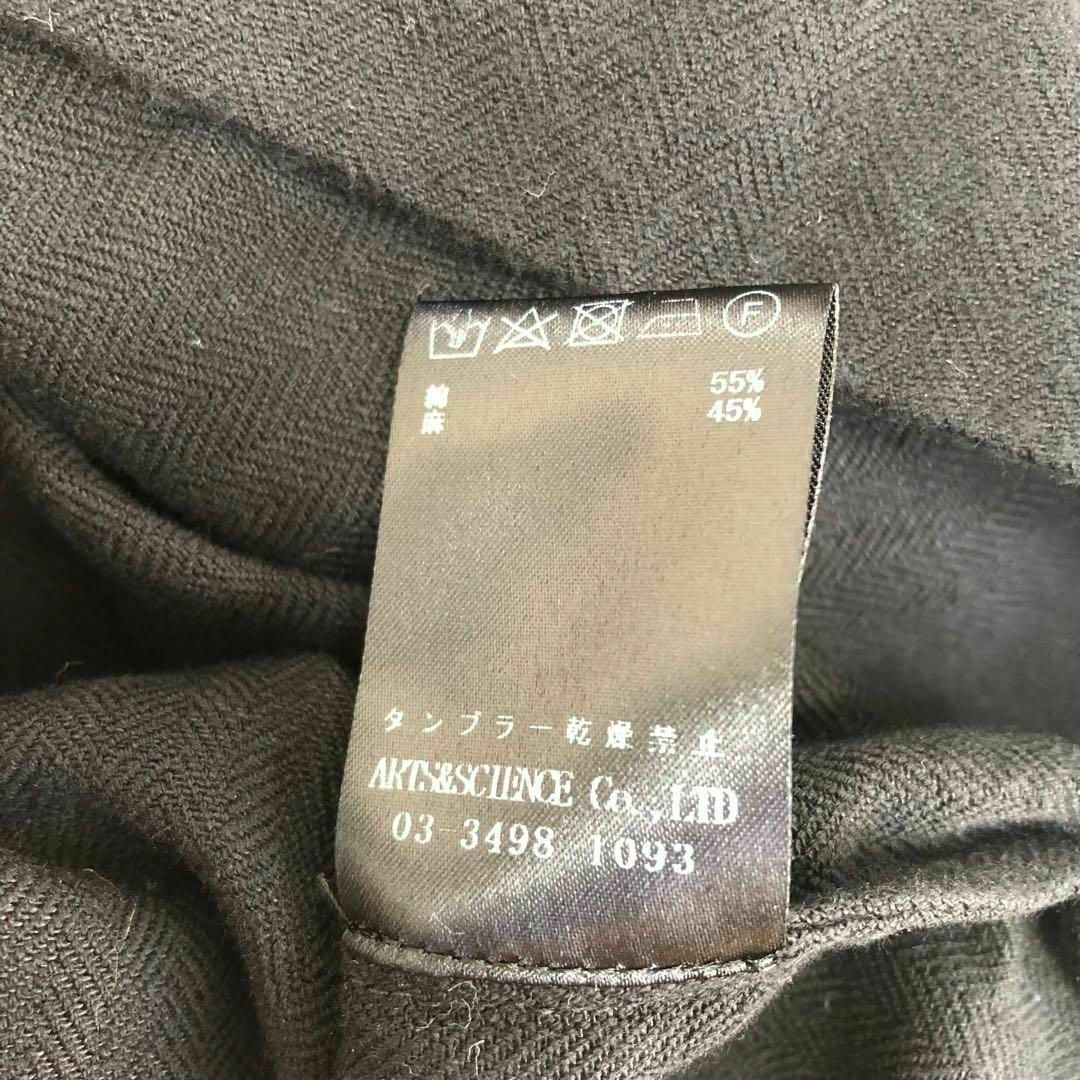 F
綿 55%
麻 45%
タンブラー乾燥禁止
ARTS&SCIENCE Co.,LTD
03-3498 1093